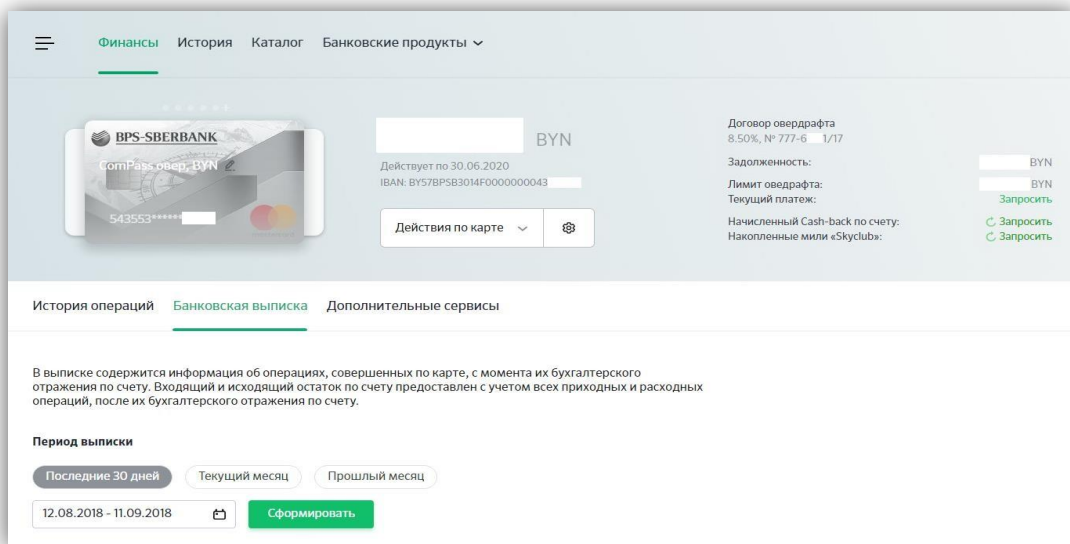 Финансы История Каталог Банковские продукты
BPS-SBERBANK
ComPass овер, BYN
543553******
BYN
Действует по 30.06.2020
IBAN: BY57BPSB3014F0000000043
Действия по карте
Договор овердрафта
8.50%, № 777-6 1/17
Задолженность: BYN
Лимит оведрафта: BYN
Текущий платеж: Запросить
Начисленный Cash-back по счету: Запросить
Накопленные мили «Skyclub»: Запросить
История операций Банковская выписка Дополнительные сервисы
В выписке содержится информация об операциях, совершенных по карте, с момента их бухгалтерского
отражения по счету. Входящий и исходящий остаток по счету предоставлен с учетом всех приходных и расходных
операций, после их бухгалтерского отражения по счету.
Период выписки
Последние 30 дней Текущий месяц Прошлый месяц
12.08.2018 - 11.09.2018 Сформировать